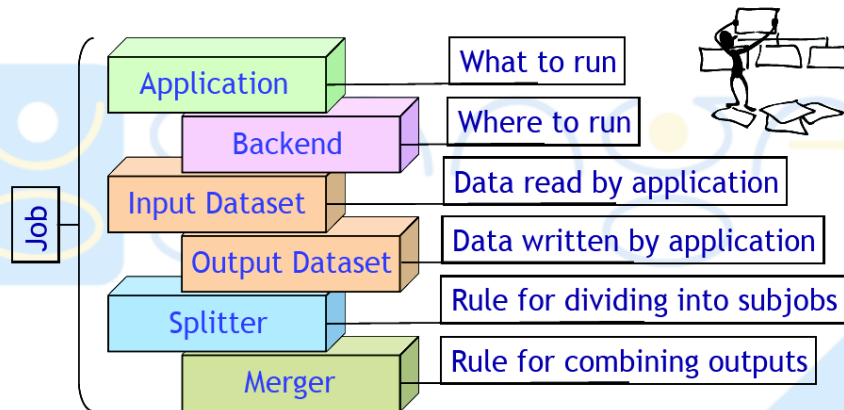 Application
What to run
Backend
Where to run
Input Dataset
Data read by application
Job
Output Dataset
Data written by application
Splitter
Rule for dividing into subjobs
Merger
Rule for combining outputs